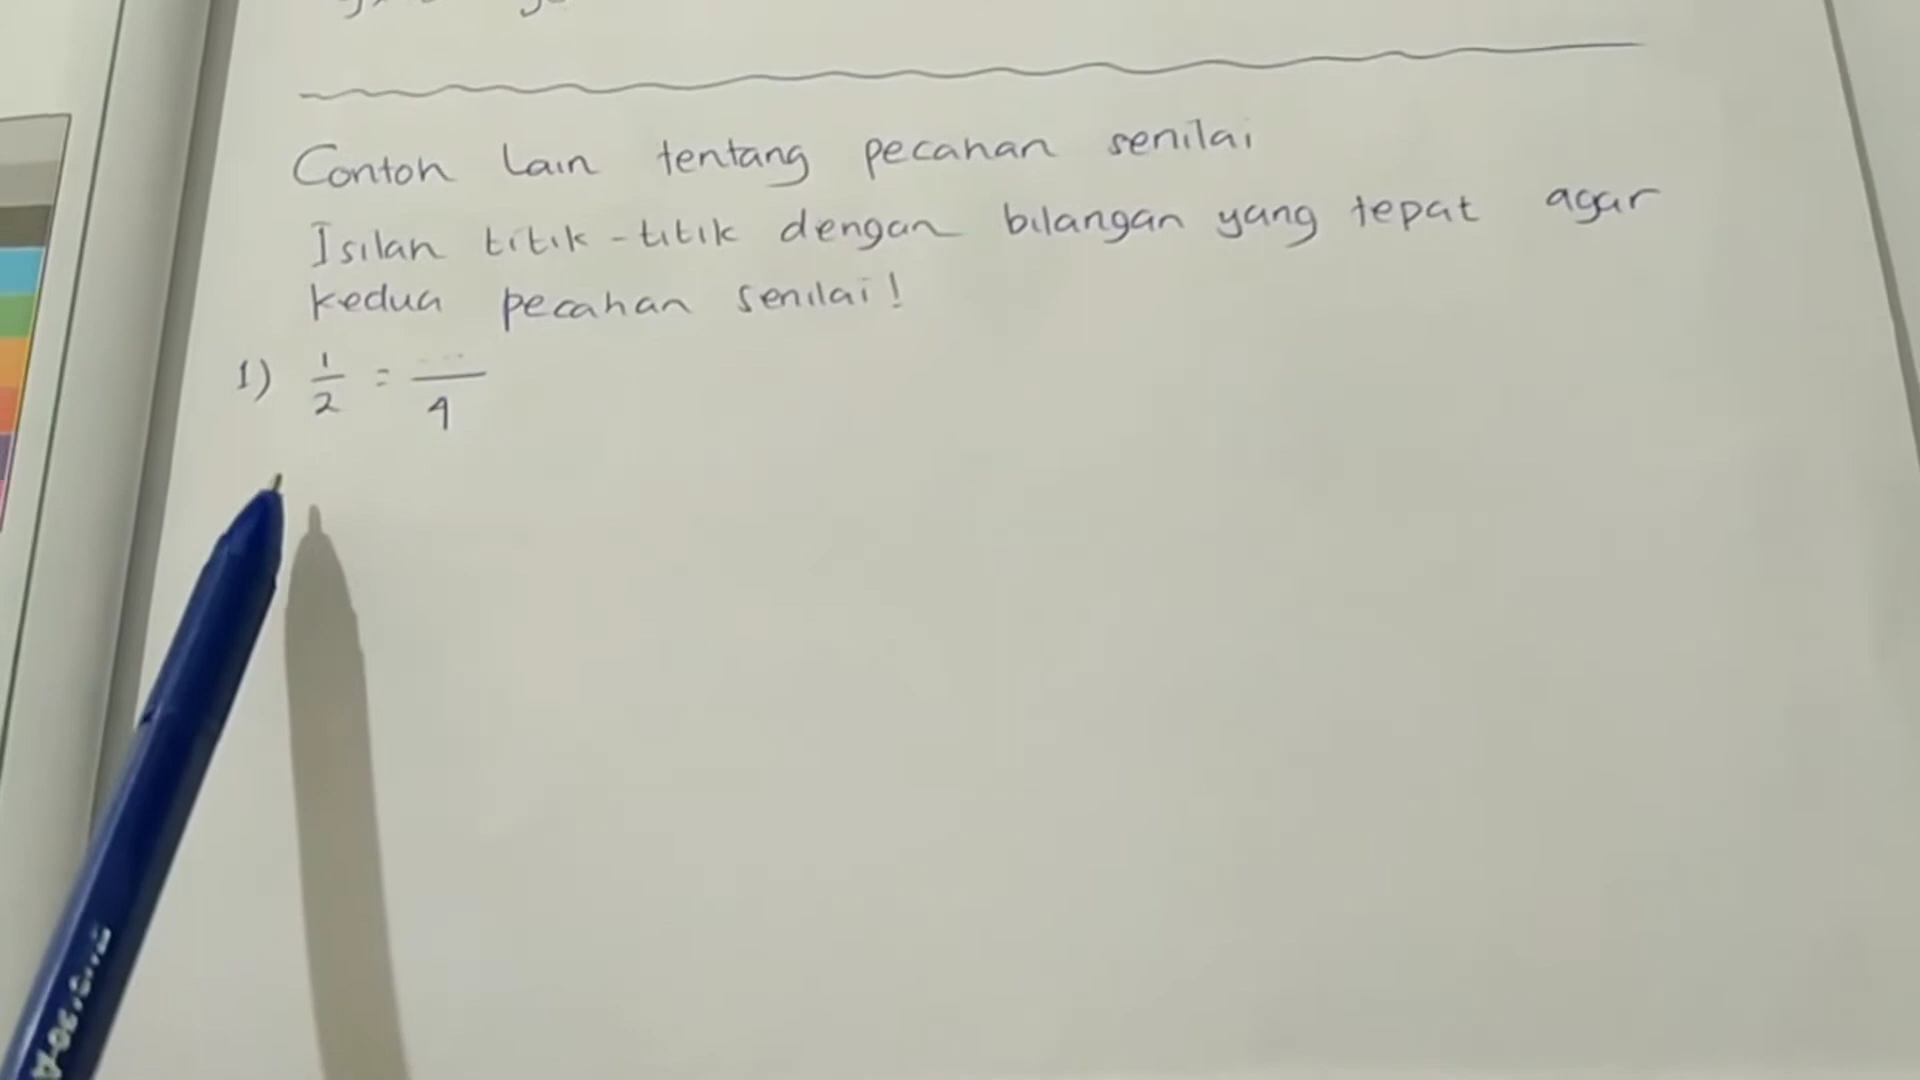 Contoh Lain tentang pecahan senilai
Isilah titik-titik dengan bilangan yang tepat agar
kedua pecahan senilai!
1) 1/2 = .../4